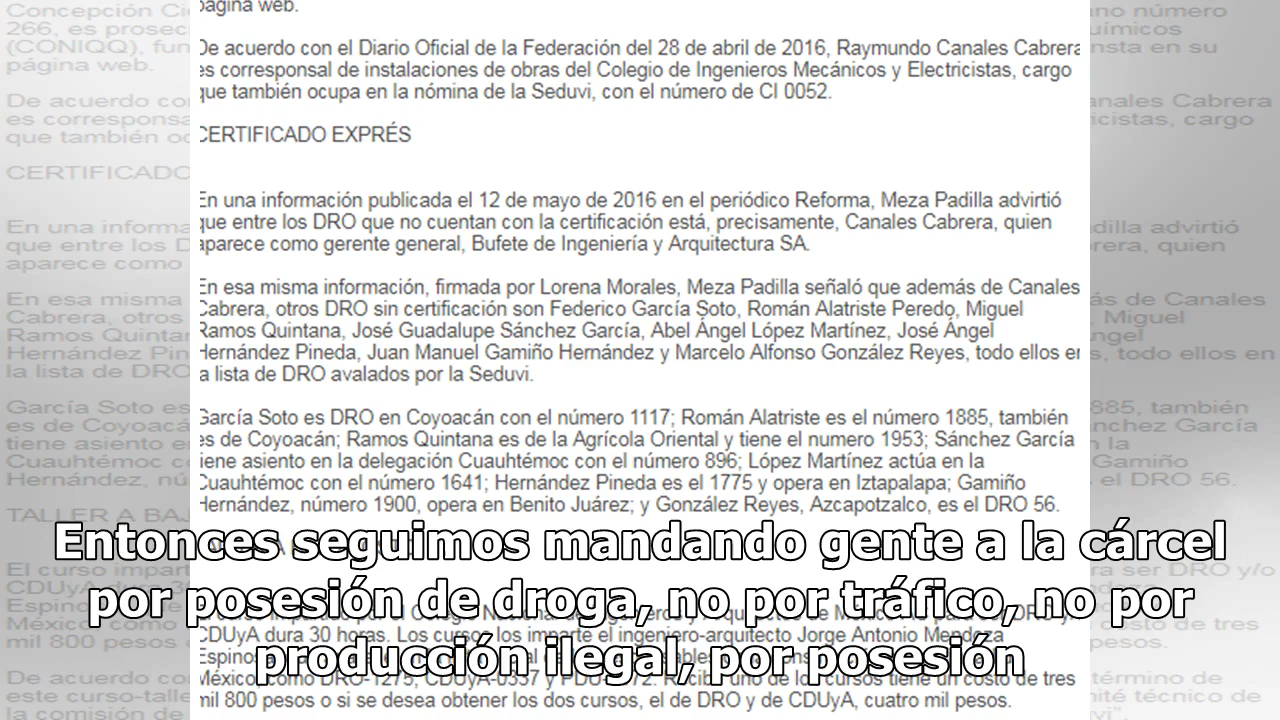 página web.
De acuerdo con el Diario Oficial de la Federación del 28 de abril de 2016, Raymundo Canales Cabrera
es corresponsal de instalaciones de obras del Colegio de Ingenieros Mecánicos y Electricistas, cargo
que también ocupa en la nómina de la Seduvi, con el número de CI 0052.
CERTIFICADO EXPRÉS
En una información publicada el 12 de mayo de 2016 en el periódico Reforma, Meza Padilla advirtió
que entre los DRO que no cuentan con la certificación está, precisamente, Canales Cabrera, quien
aparece como gerente general, Bufete de Ingeniería y Arquitectura SA.
En esa misma información, firmada por Lorena Morales, Meza Padilla señaló que además de Canales
Cabrera, otros DRO sin certificación son Federico García Soto, Román Alatriste Peredo, Miguel
Ramos Quintana, José Guadalupe Sánchez García, Abel Ángel López Martínez, José Ángel
Hernández Pineda, Juan Manuel Gamiño Hernández y Marcelo Alfonso González Reyes, todo ellos en
la lista de DRO avalados por la Seduvi.
García Soto es DRO en Coyoacán con el número 1117; Román Alatriste es el número 1885, también
es de Coyoacán; Ramos Quintana es de la Agrícola Oriental y tiene el numero 1953; Sánchez García
tiene asiento en la delegación Cuauhtémoc con el número 896; López Martínez actúa en la
Cuauhtémoc con el número 1641; Hernández Pineda es el 1775 y opera en Iztapalapa; Gamiño
Hernández, número 1900, opera en Benito Juárez; y González Reyes, Azcapotzalco, es el DRO 56.
Entonces seguimos mandando gente a la cárcel
por posesión de droga, no por tráfico, no por
producción ilegal, por posesión
CDUyA dura 30 horas. Los cursos los imparte el ingeniero-arquitecto Jorge Antonio Mendoza
mil 800 pesos o si se desea obtener los dos cursos, el de DRO y de CDUyA, cuatro mil pesos.